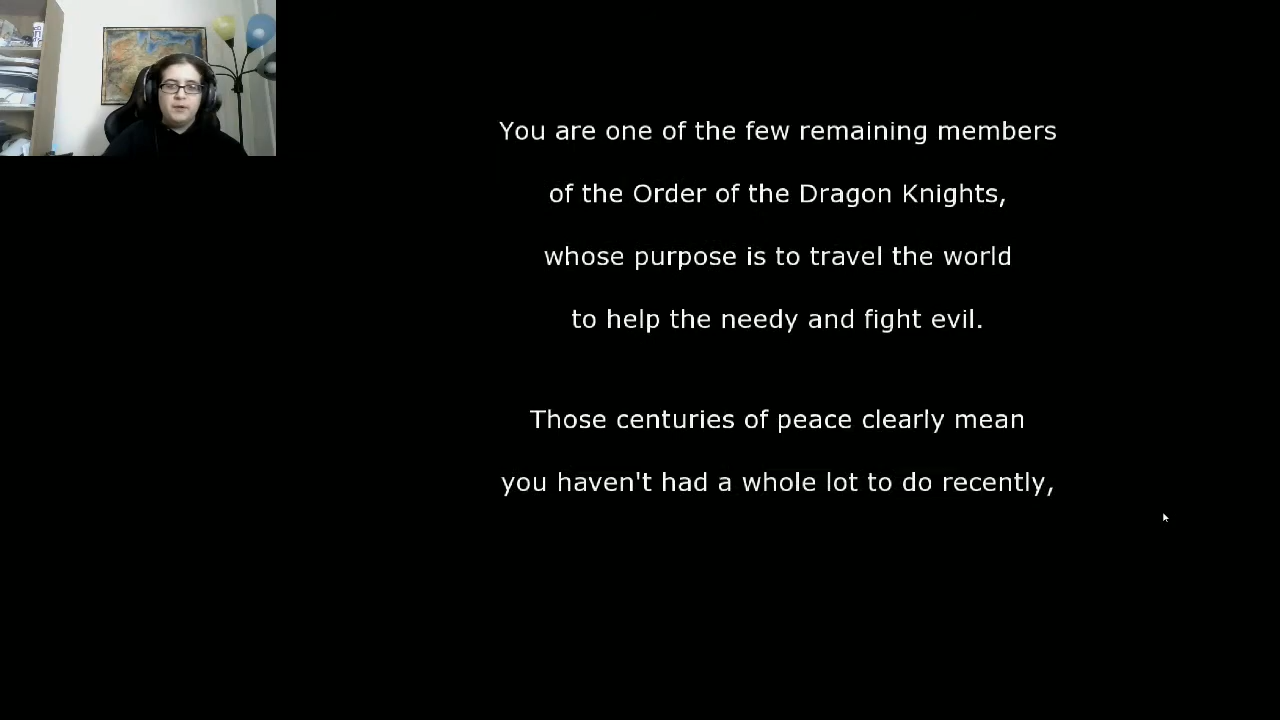 You are one of the few remaining members
of the Order of the Dragon Knights,
whose purpose is to travel the world
to help the needy and fight evil.
Those centuries of peace clearly mean
you haven't had a whole lot to do recently,